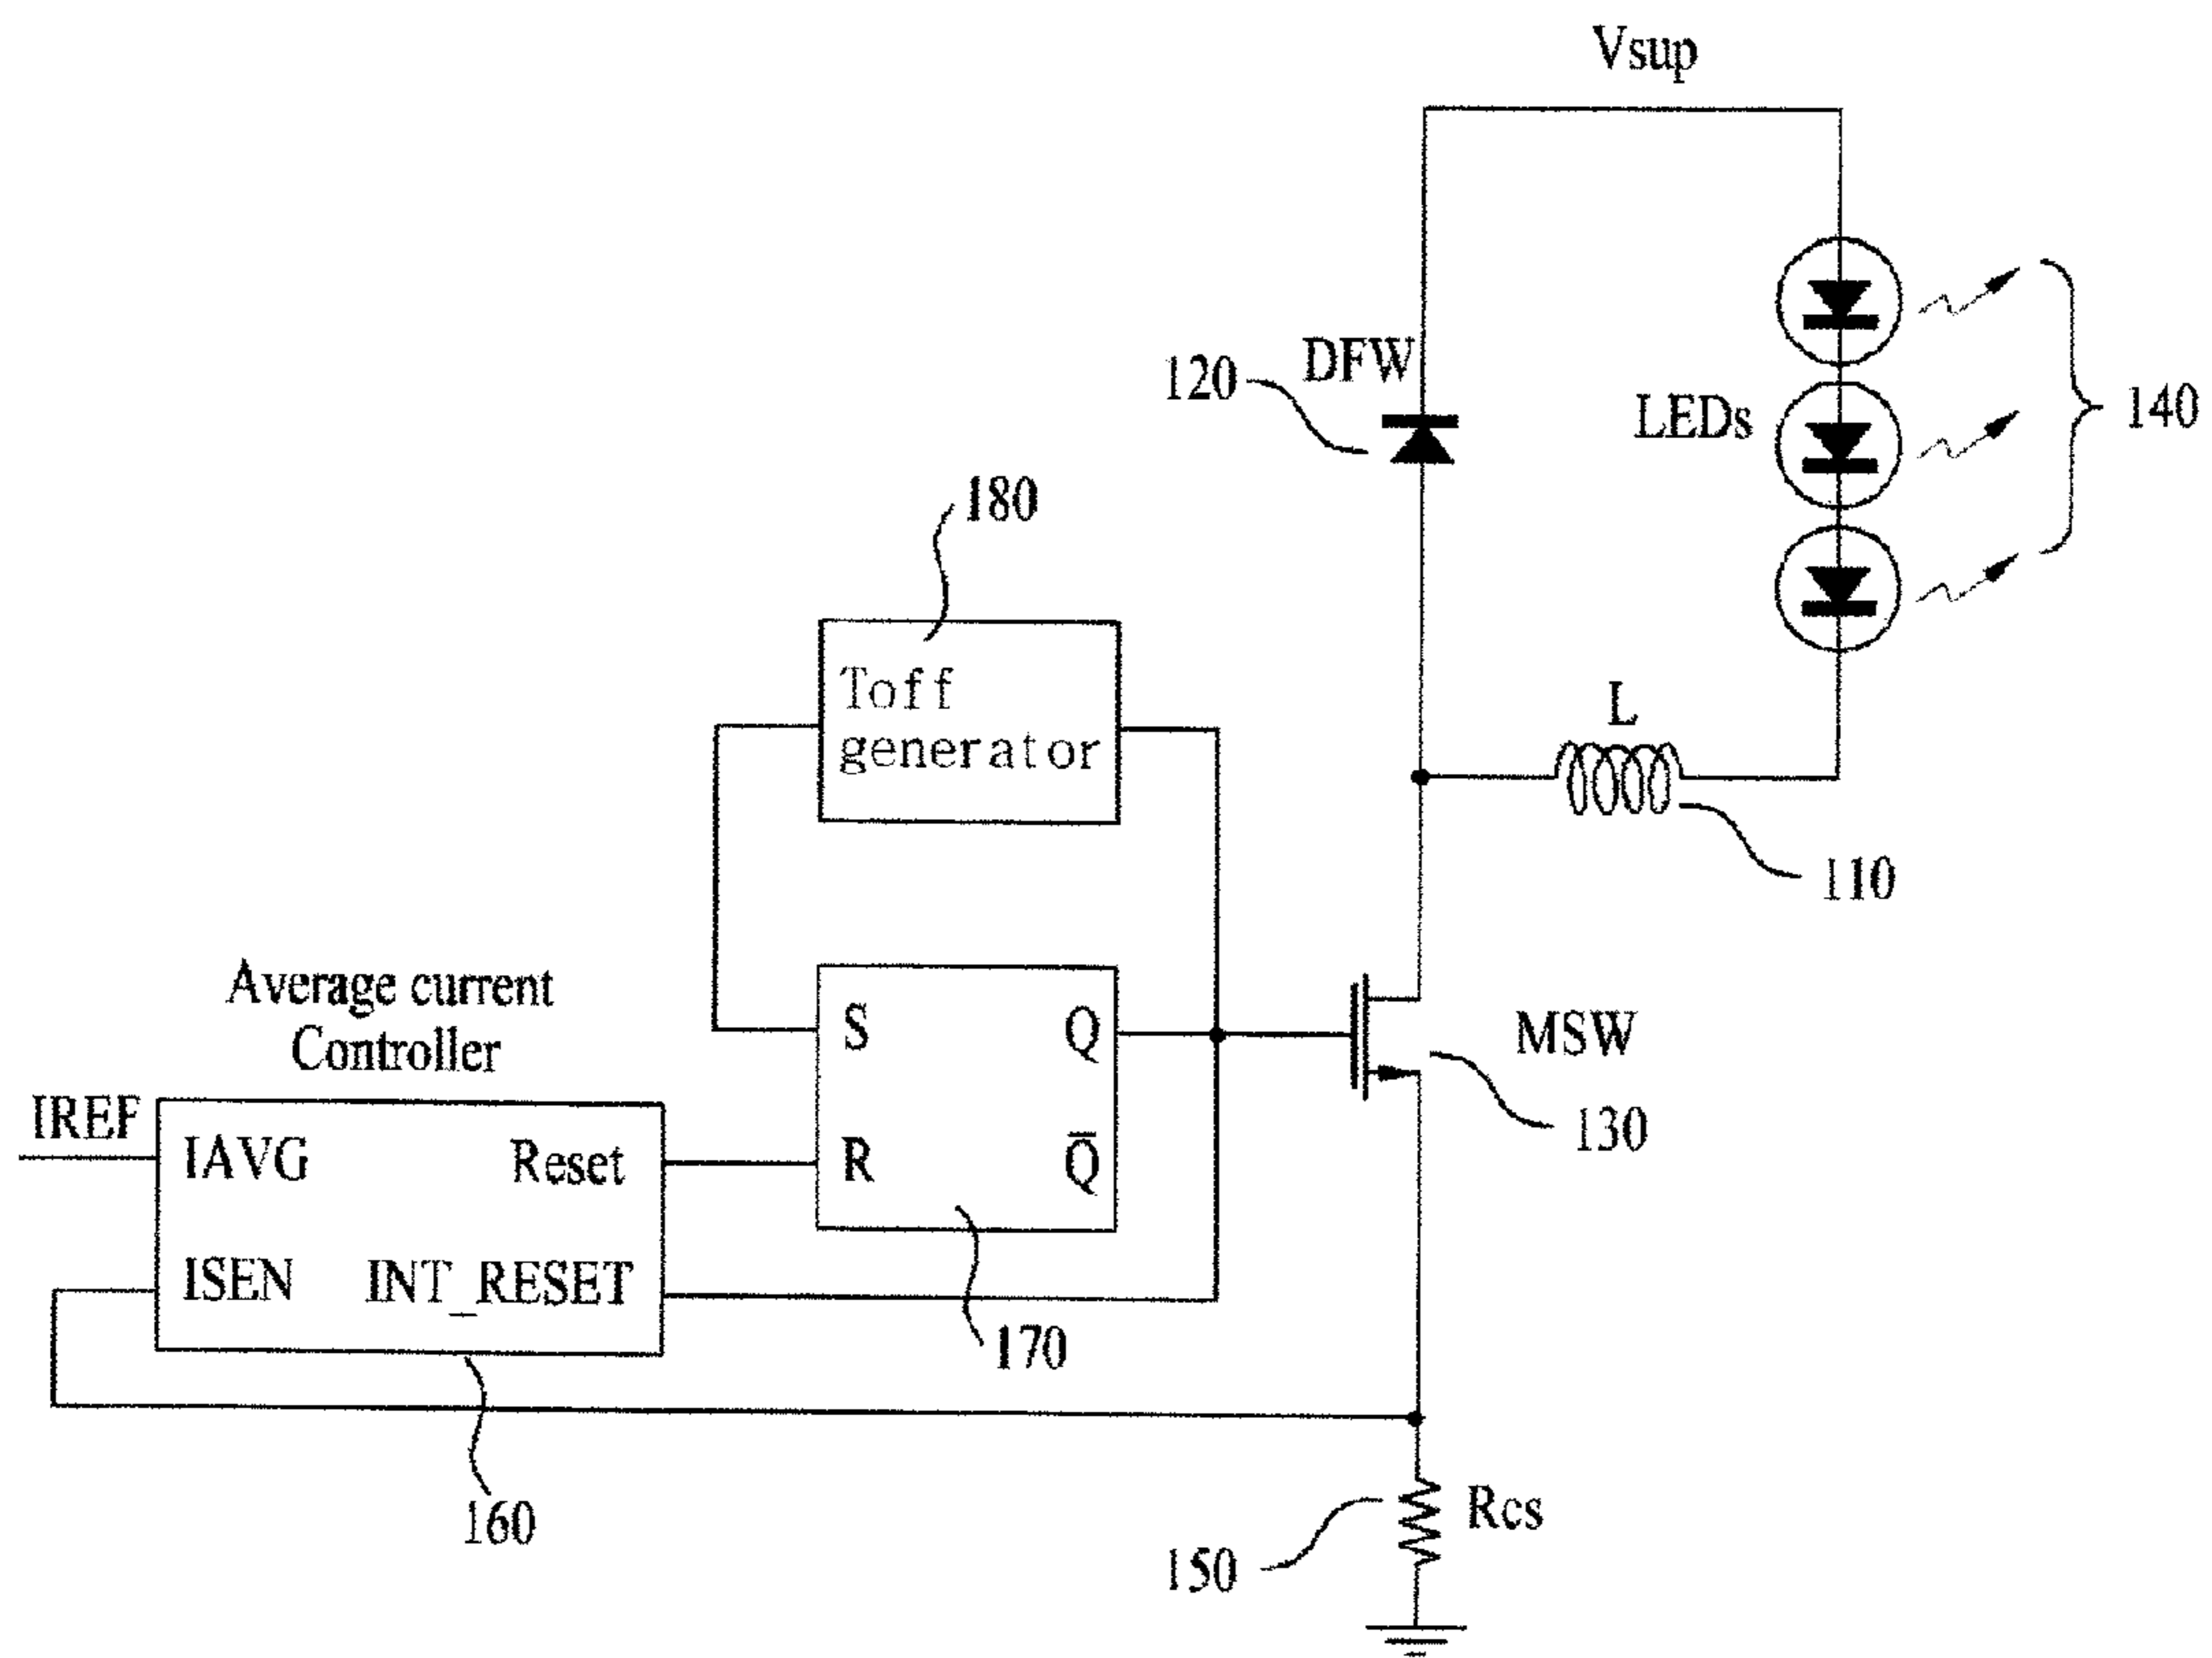 Vsup
120
DFW
LEDs
140
180
Toff
generator
L
110
Average current
Controller
S
Q
MSW
IREF
IAVG
Reset
R
Q̅
130
ISEN
INT_RESET
170
160
Rcs
150